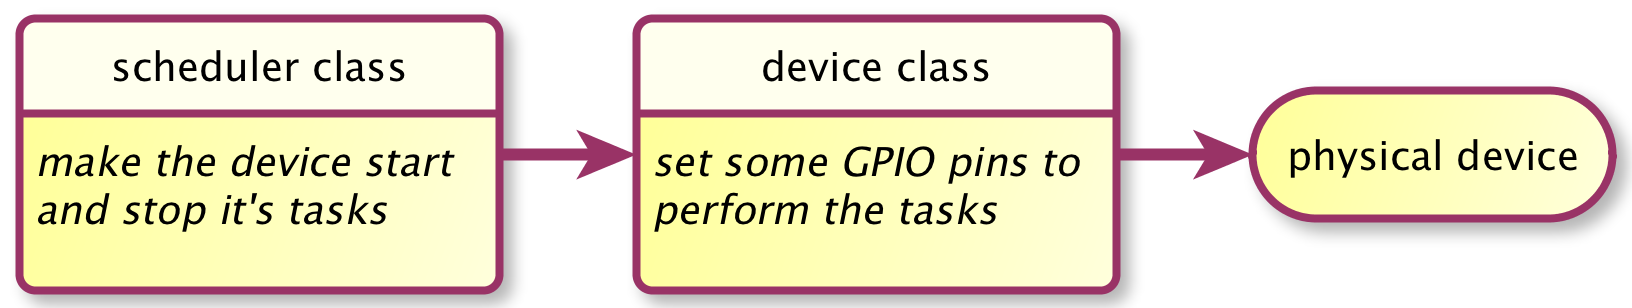 scheduler class
make the device start
and stop it's tasks
device class
set some GPIO pins to
perform the tasks
physical device